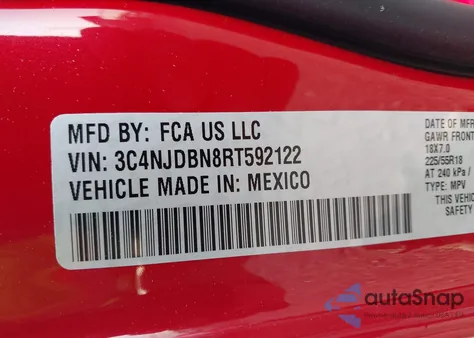 MFD BY: FCA US LLC
VIN: 3C4NJDBN8RT592122
VEHICLE MADE IN: MEXICO
DATE OF MFR
GAWR FRONT
18X7.0
225/55R18
AT 240 kPa /
TYPE: MPV
THIS VEHIC
SAFETY
autoSnap